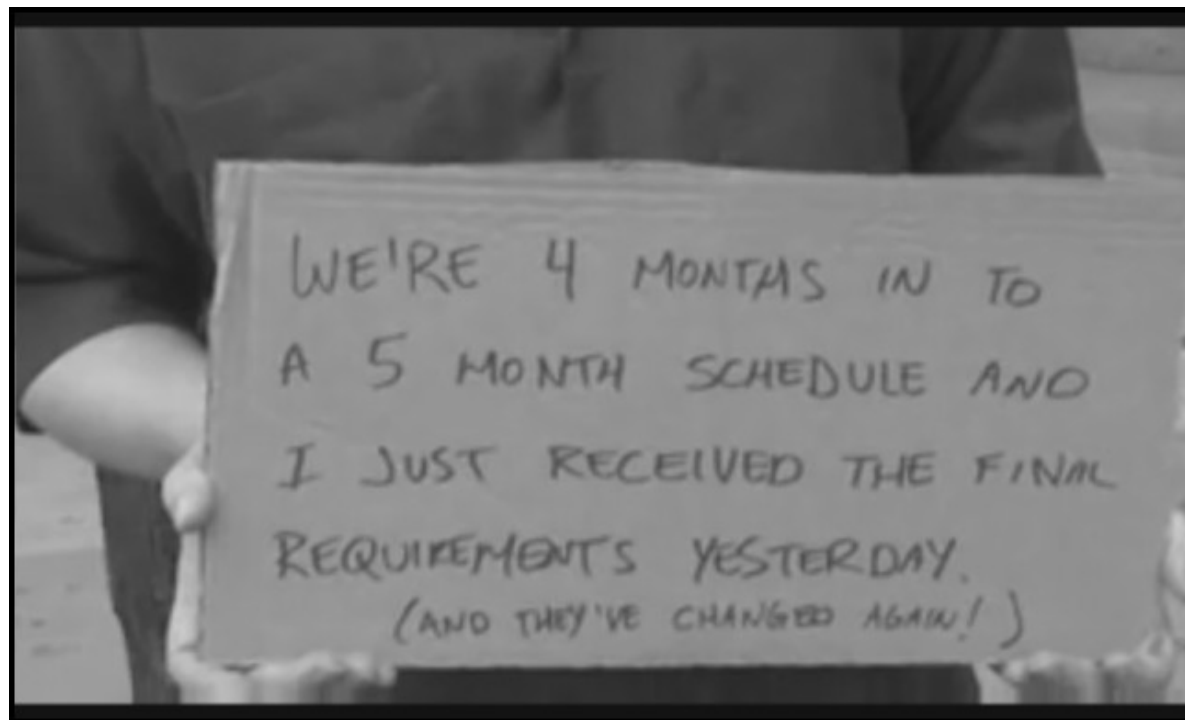 WE'RE 4 MONTHS IN TO
A 5 MONTH SCHEDULE AND
I JUST RECEIVED THE FINAL
REQUIREMENTS YESTERDAY.
(AND THEY'VE CHANGED AGAIN!)